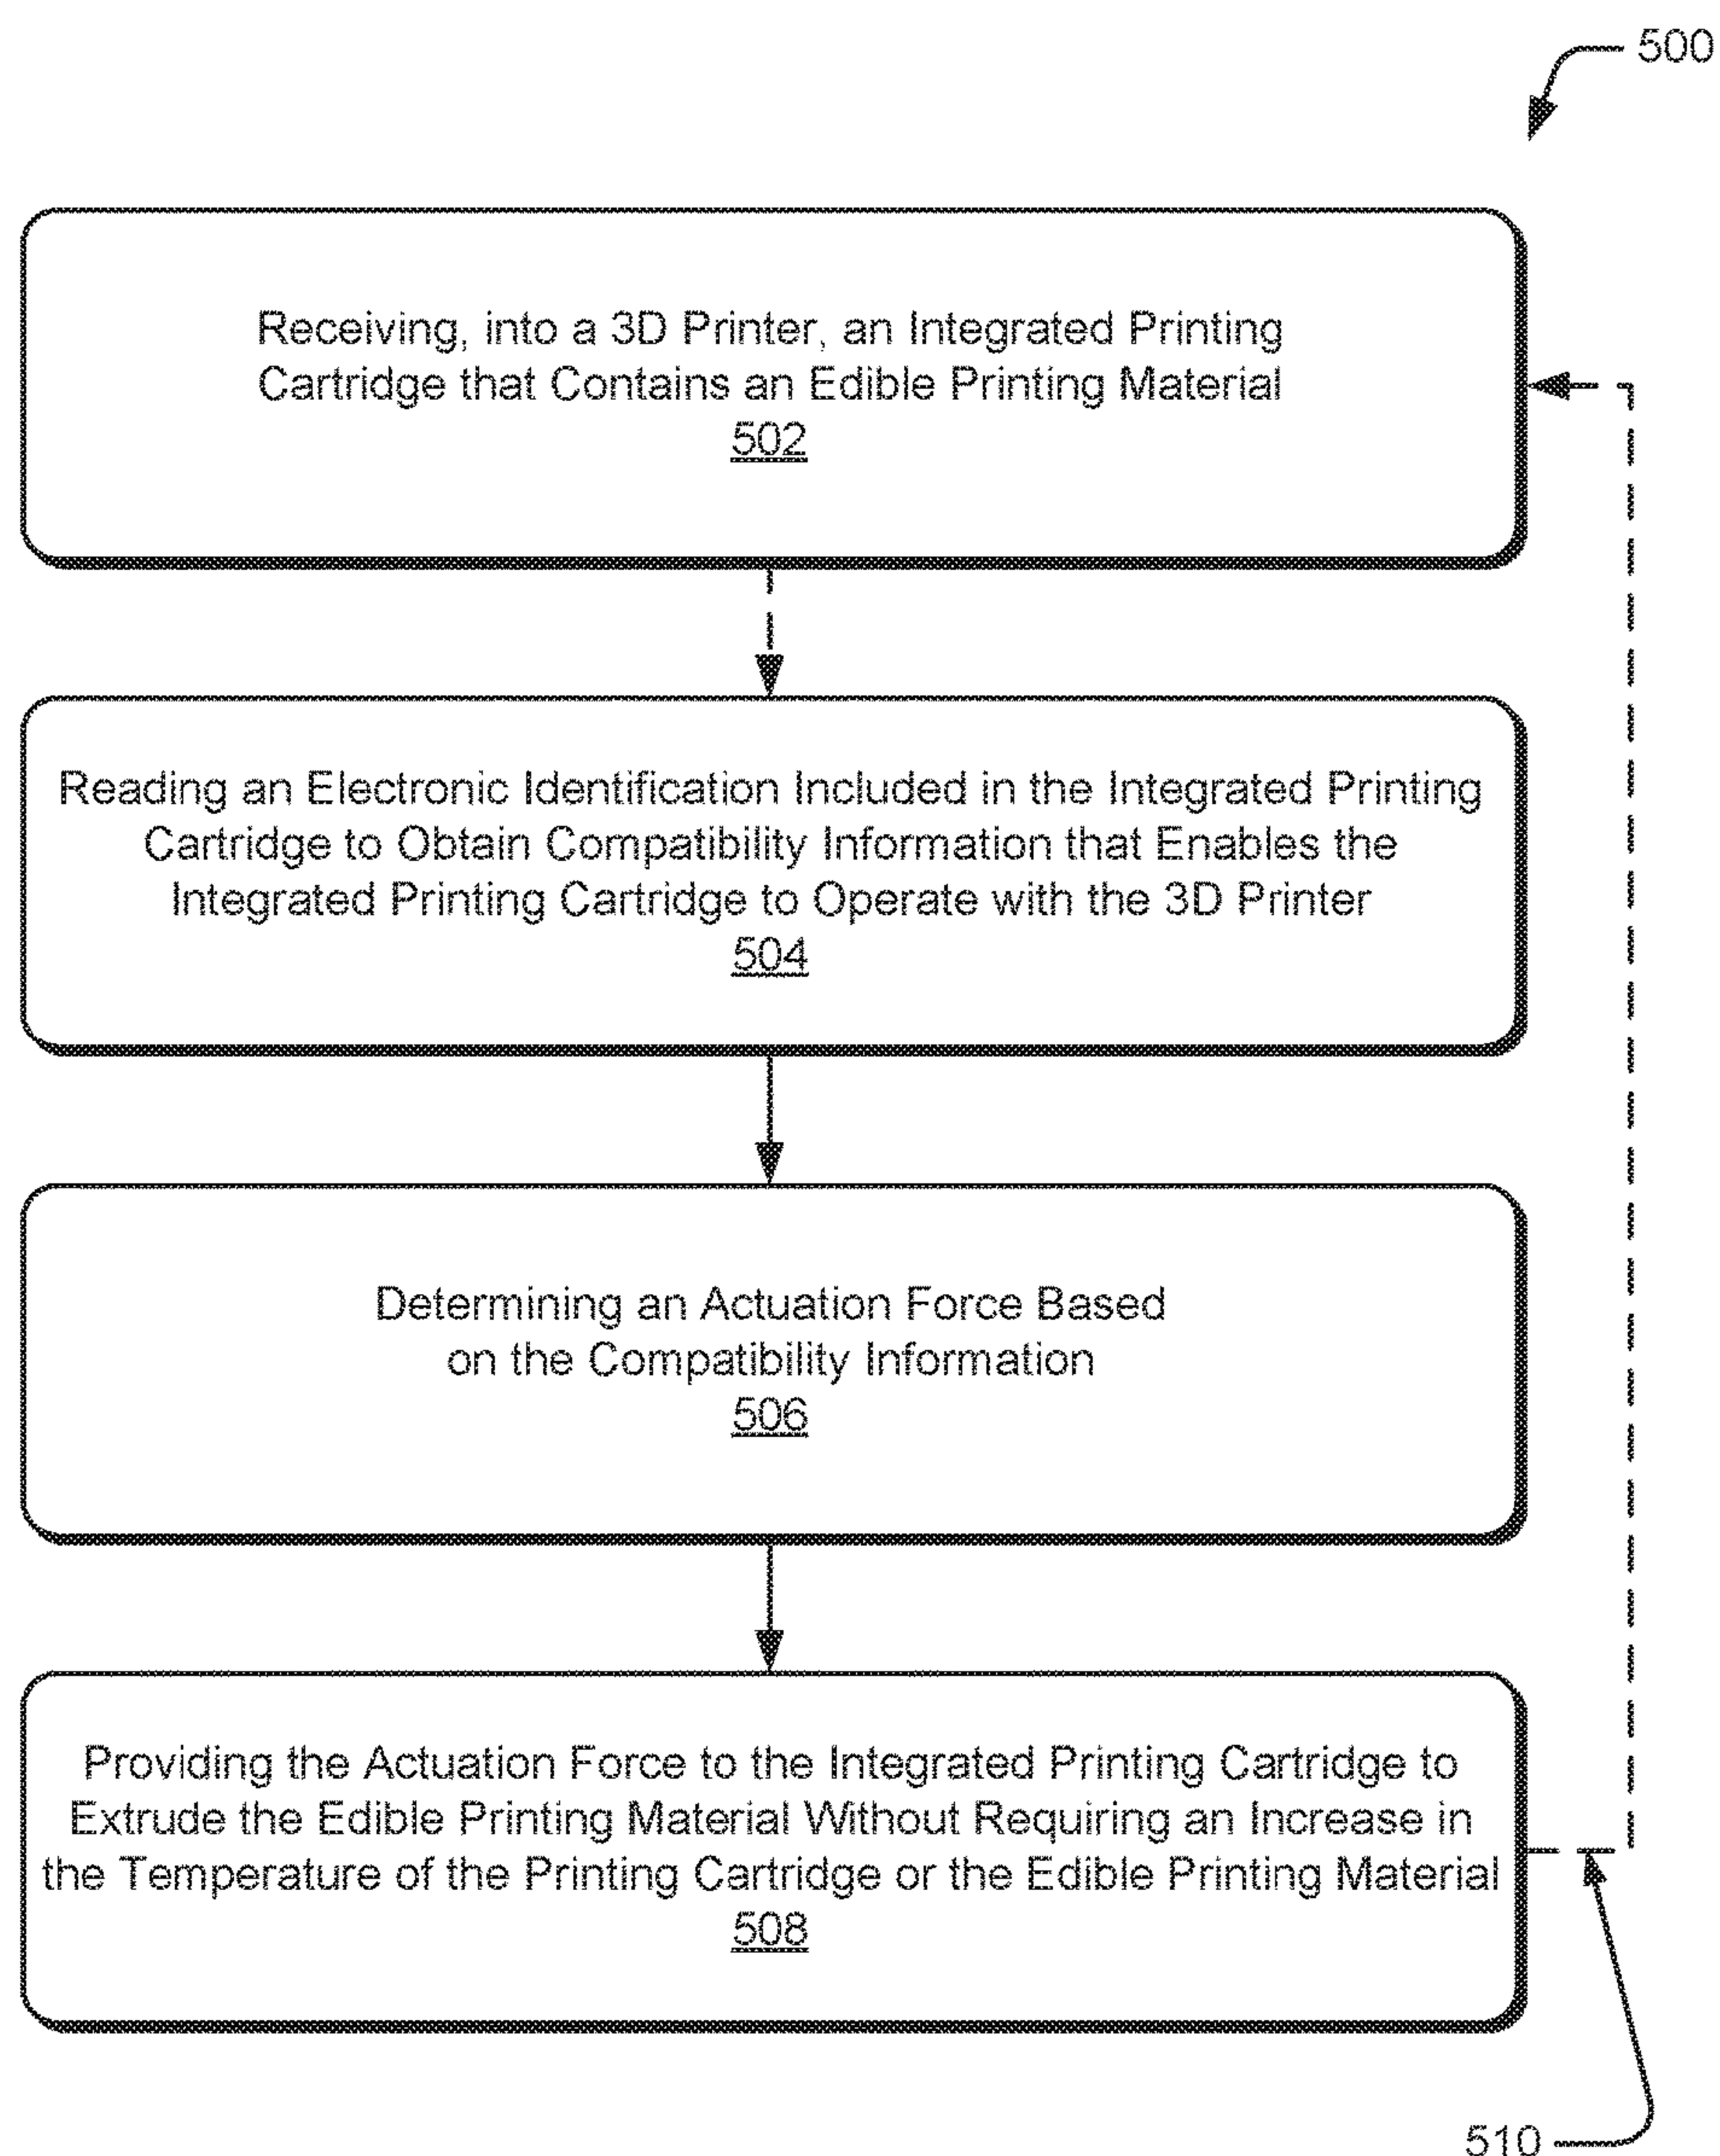 500
Receiving, into a 3D Printer, an Integrated Printing
Cartridge that Contains an Edible Printing Material
502
Reading an Electronic Identification Included in the Integrated Printing
Cartridge to Obtain Compatibility Information that Enables the
Integrated Printing Cartridge to Operate with the 3D Printer
504
Determining an Actuation Force Based
on the Compatibility Information
506
Providing the Actuation Force to the Integrated Printing Cartridge to
Extrude the Edible Printing Material Without Requiring an Increase in
the Temperature of the Printing Cartridge or the Edible Printing Material
508
510